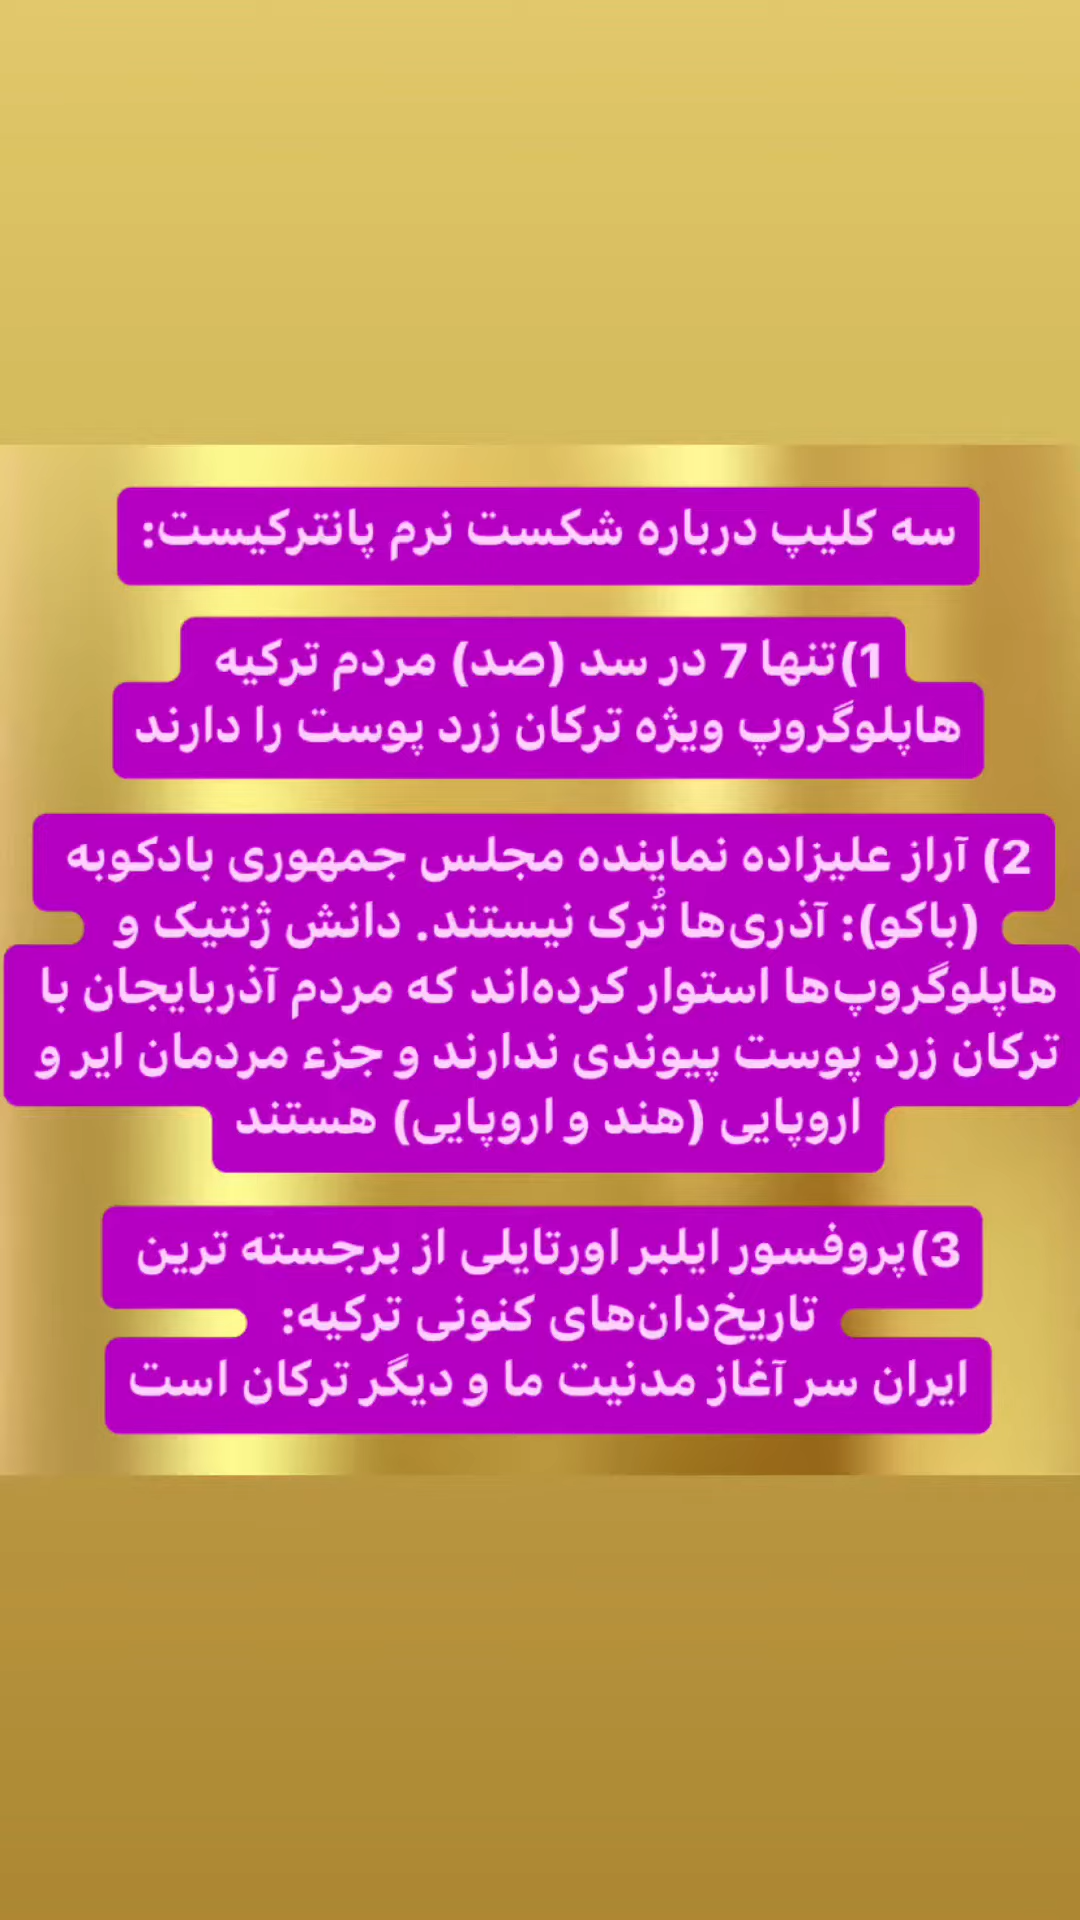 سه کلیپ درباره شکست نرم پانترکیست:
1)تنها 7 در سد (صد) مردم ترکیه
هاپلوگروپ ویژه ترکان زرد پوست را دارند
2) آراز علیزاده نماینده مجلس جمهوری بادکوبه
(باکو): آذری‌ها تُرک نیستند. دانش ژنتیک و
هاپلوگروپ‌ها استوار کرده‌اند که مردم آذربایجان با
ترکان زرد پوست پیوندی ندارند و جزء مردمان ایر و
اروپایی (هند و اروپایی) هستند
3)پروفسور ایلبر اورتایلی از برجسته ترین
تاریخ‌دان‌های کنونی ترکیه:
ایران سر آغاز مدنیت ما و دیگر ترکان است